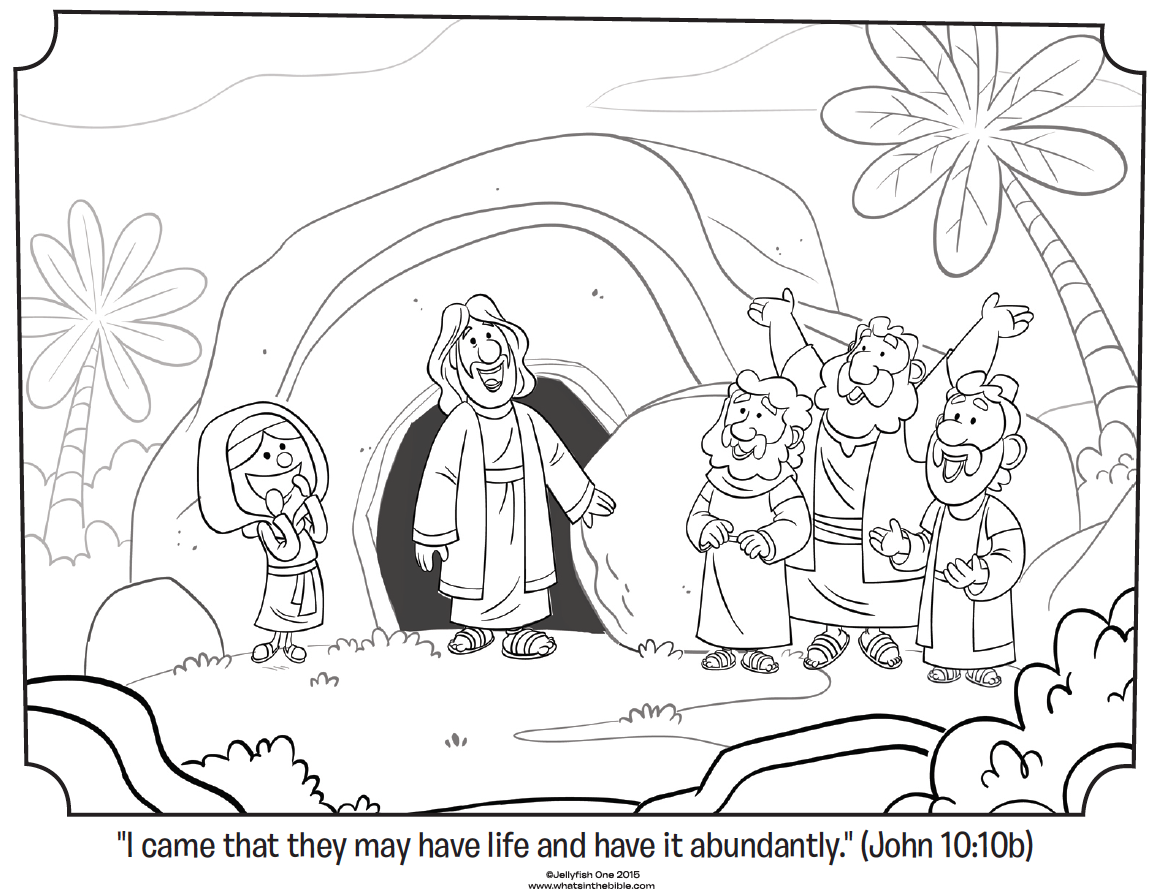 "I came that they may have life and have it abundantly." (John 10:10b)
©Jellyfish One 2015
www.whatsinthebible.com